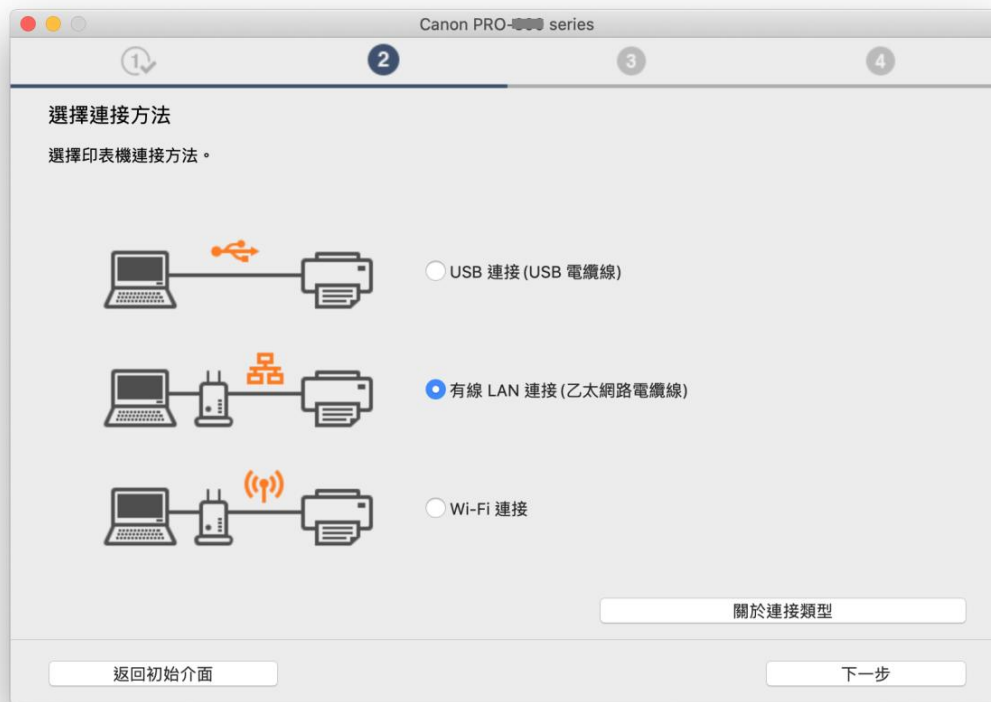 Canon PRO- series
1
2
3
4
選擇連接方法
選擇印表機連接方法。
USB 連接 (USB 電纜線)
有線 LAN 連接 (乙太網路電纜線)
Wi-Fi 連接
關於連接類型
返回初始介面
下一步